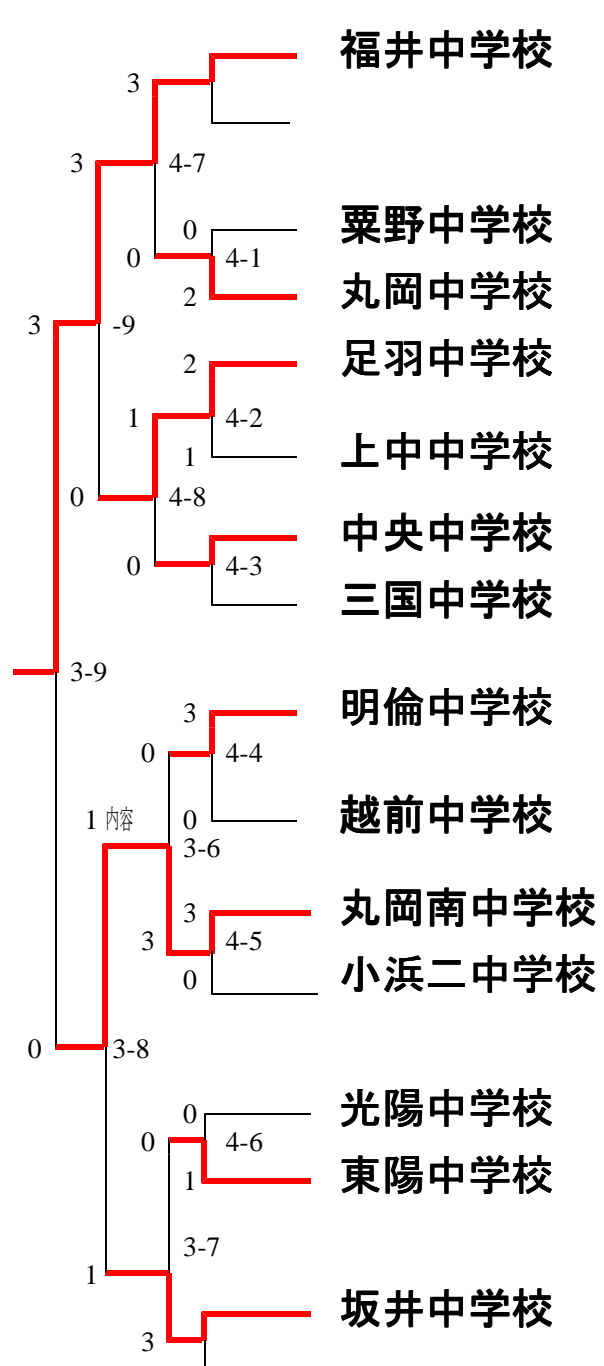 福井中学校
3
3 4-7
粟野中学校
0
0 4-1
2 丸岡中学校
3 -9
2 足羽中学校
1 4-2
1 上中中学校
0 4-8
中央中学校
0 4-3
三国中学校
3-9
3 明倫中学校
0 4-4
1 内容 0 越前中学校
3-6
3 丸岡南中学校
3 4-5
0 小浜二中学校
0 3-8
0 光陽中学校
0 4-6
1 東陽中学校
3-7
1
坂井中学校
3